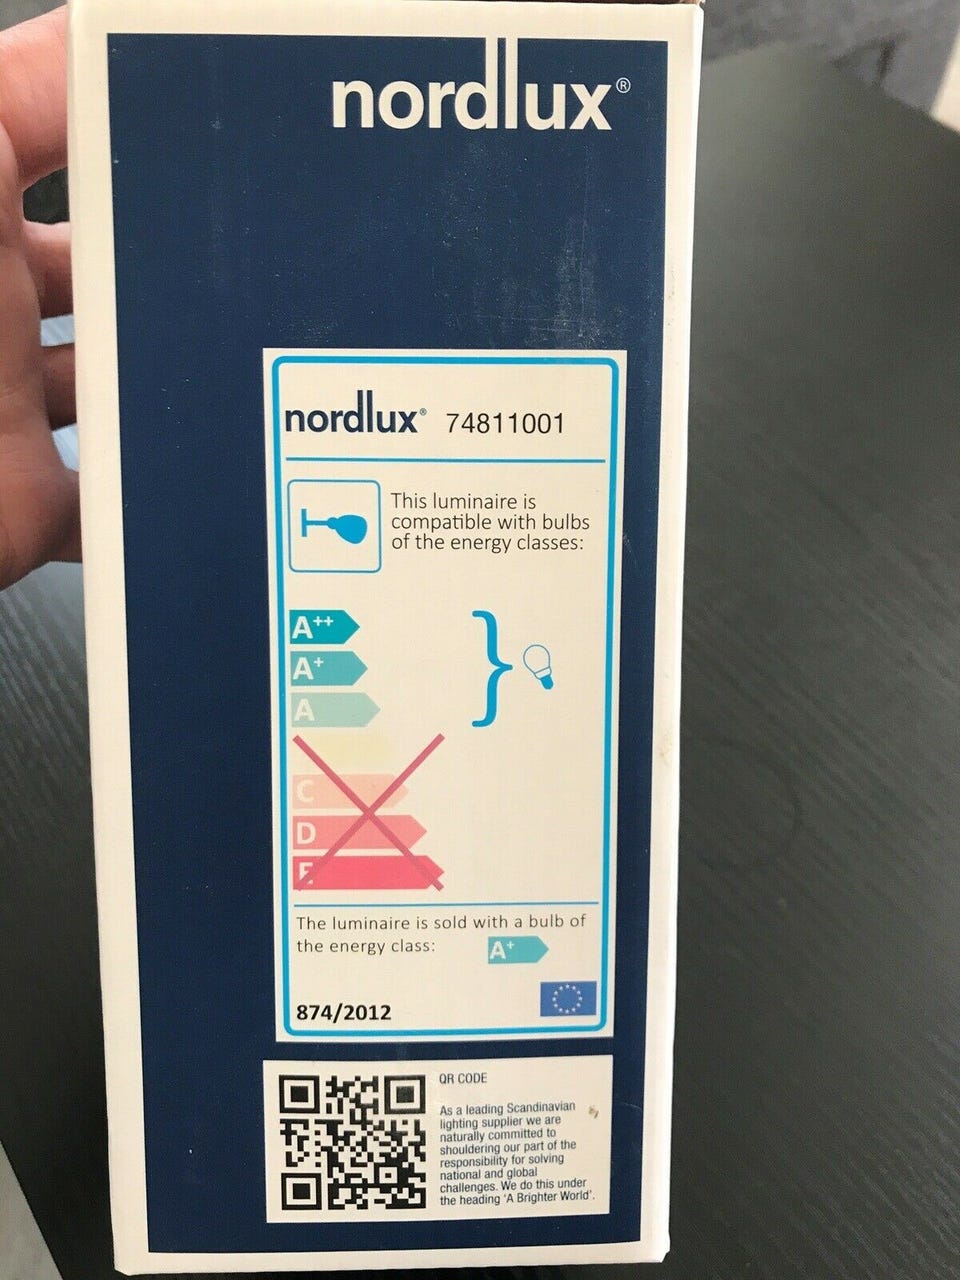 nordlux®
nordlux® 74811001
This luminaire is
compatible with bulbs
of the energy classes:
A++
A+
A
C
D
E
The luminaire is sold with a bulb of
the energy class: A+
874/2012
QR CODE
As a leading Scandinavian
lighting supplier we are
naturally committed to
shouldering our part of the
responsibility for solving
national and global
challenges. We do this under
the heading 'A Brighter World'.